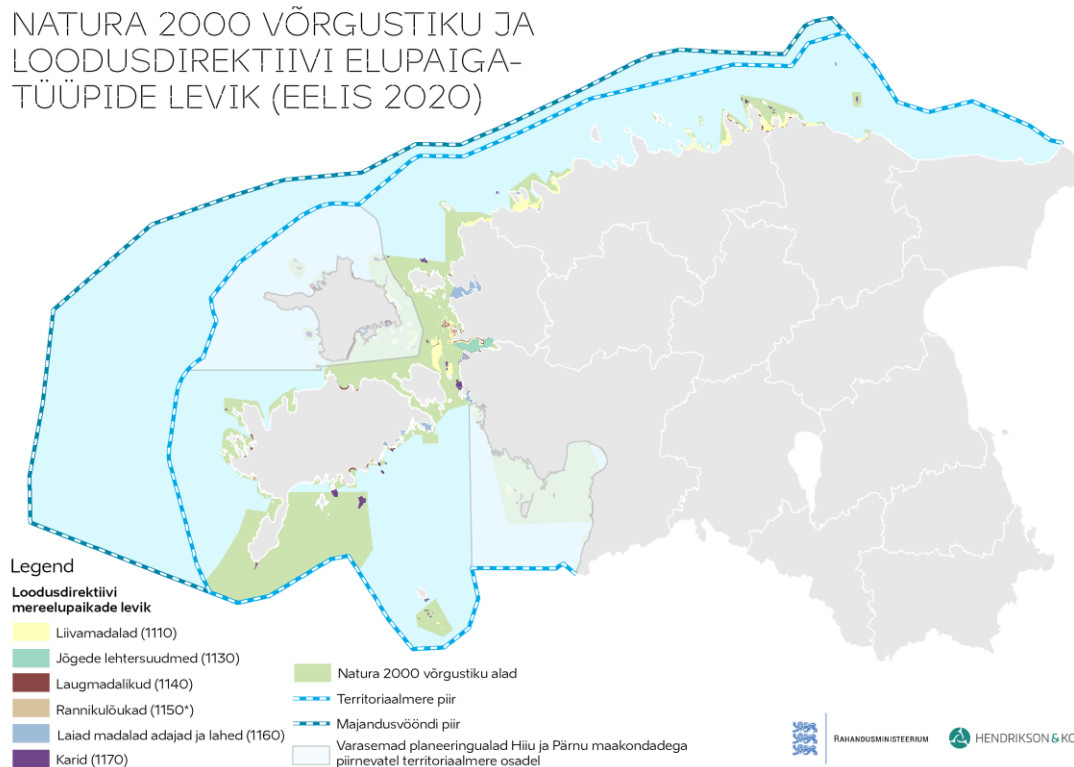 NATURA 2000 VÕRGUSTIKU JA
LOODUSDIREKTIIVI ELUPAIGA-
TÜÜPIDE LEVIK (EELIS 2020)
Legend
Loodusdirektiivi
mereelupaikade levik
Liivamadalad (1110)
Jõgede lehtersuudmed (1130)
Laugmadalikud (1140)
Rannikulõukad (1150*)
Laiad madalad adajad ja lahed (1160)
Karid (1170)
Natura 2000 võrgustiku alad
Territoriaalmere piir
Majandusvööndi piir
Varasemad planeeringualad Hiiu ja Pärnu maakondadega
piirnevatel territoriaalmere osadel
RAHANDUSMINISTEERIUM
HENDRIKSON & KO